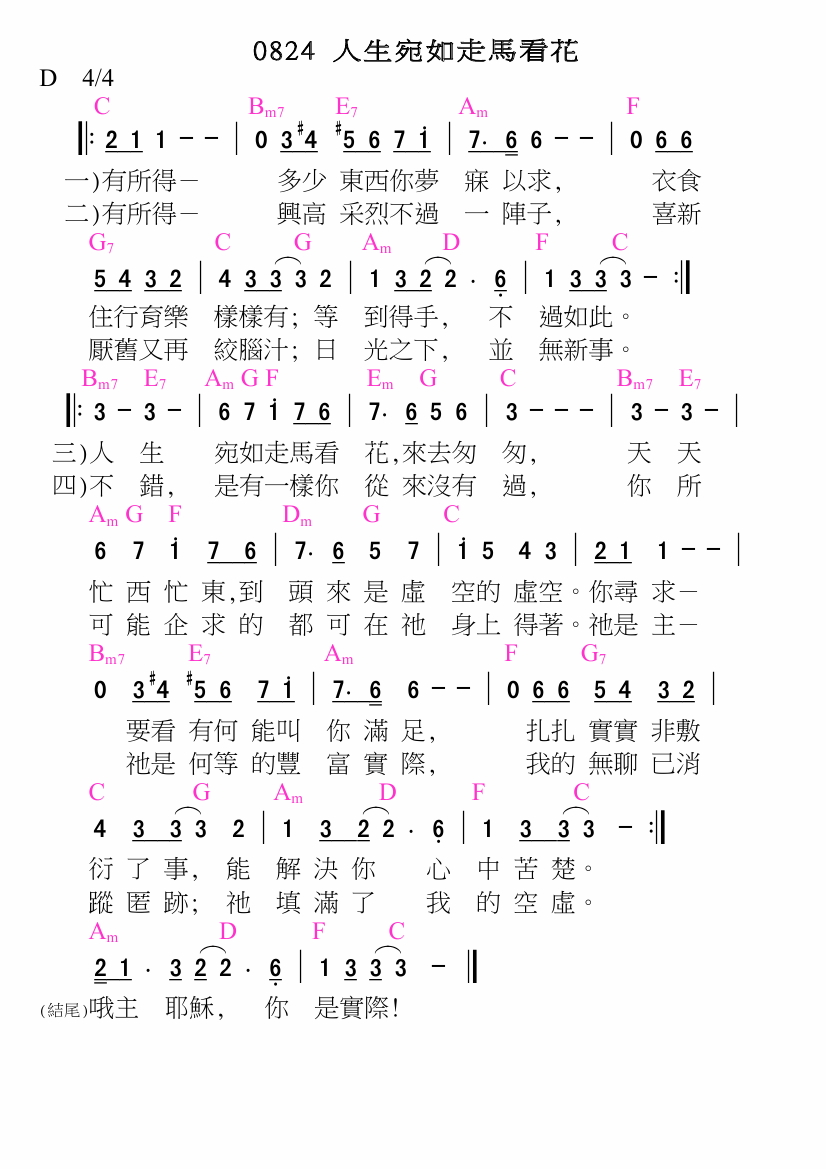 0824 人生宛如走馬看花
D 4/4
C Bm7 E7 Am F
‖: 2 1 1 - - | 0 3 #4 #5 6 7 i | 7. 6 6 - - | 0 6 6
一)有所得－ 多少 東西你夢 寐 以求, 衣食
二)有所得－ 興高 采烈不過 一 陣子, 喜新
G7 C G Am D F C
5 4 3 2 | 4 3 3 3 2 | 1 3 2 2 . 6 | 1 3 3 3 - :‖
住行育樂 樣樣有; 等 到得手, 不 過如此。
厭舊又再 絞腦汁; 日 光之下, 並 無新事。
Bm7 E7 Am G F Em G C Bm7 E7
‖: 3 - 3 - | 6 7 i 7 6 | 7. 6 5 6 | 3 - - - | 3 - 3 - |
三)人 生 宛如走馬看 花,來去匆 匆, 天 天
四)不 錯, 是有一樣你 從 來沒有 過, 你 所
Am G F Dm G C
6 7 i 7 6 | 7. 6 5 7 | i 5 4 3 | 2 1 1 - - |
忙 西 忙 東,到 頭 來 是 虛 空的 虛空。你尋 求－
可 能 企 求 的 都 可 在 祂 身上 得著。祂是 主－
Bm7 E7 Am F G7
0 3 #4 #5 6 7 i | 7. 6 6 - - | 0 6 6 5 4 3 2 |
要看 有何 能叫 你 滿 足, 扎扎 實實 非敷
祂是 何等 的豐 富 實 際, 我的 無聊 已消
C G Am D F C
4 3 3 3 2 | 1 3 2 2 . 6 | 1 3 3 3 - :‖
衍 了 事, 能 解 決 你 心 中 苦 楚。
蹤 匿 跡; 祂 填 滿 了 我 的 空 虛。
Am D F C
2 1 . 3 2 2 . 6 | 1 3 3 3 - ‖
(結尾)哦主 耶穌, 你 是實際!